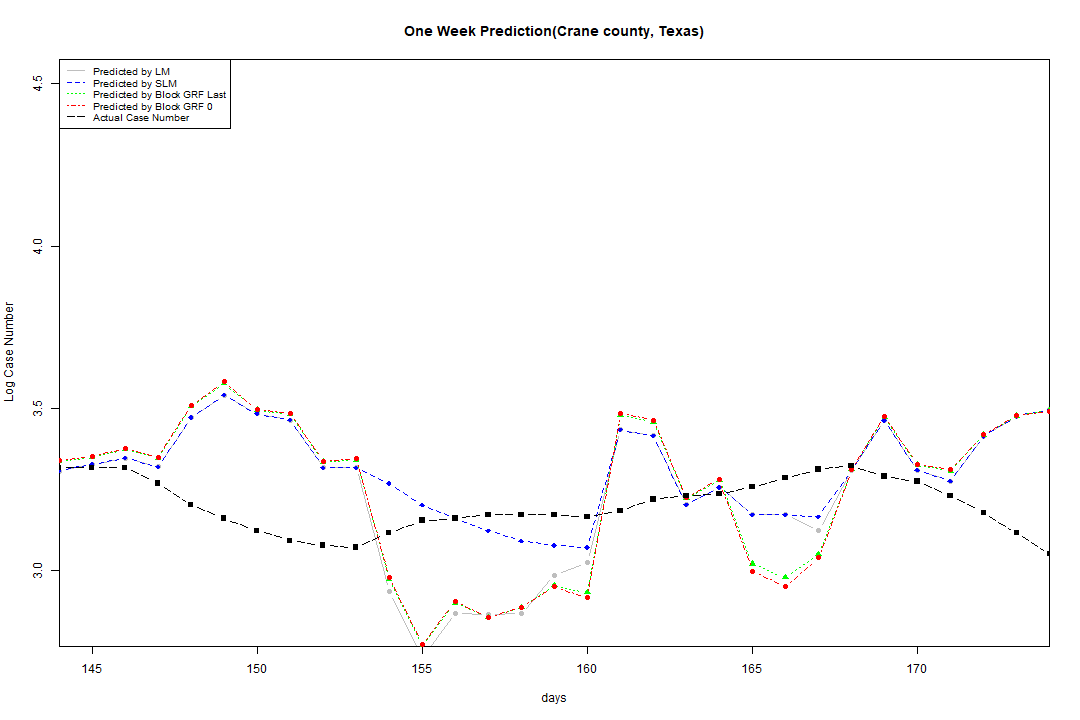 One Week Prediction(Crane county, Texas)
Predicted by LM
Predicted by SLM
Predicted by Block GRF Last
Predicted by Block GRF 0
Actual Case Number
4.5
4.0
3.5
3.0
Log Case Number
145 150 155 160 165 170
days